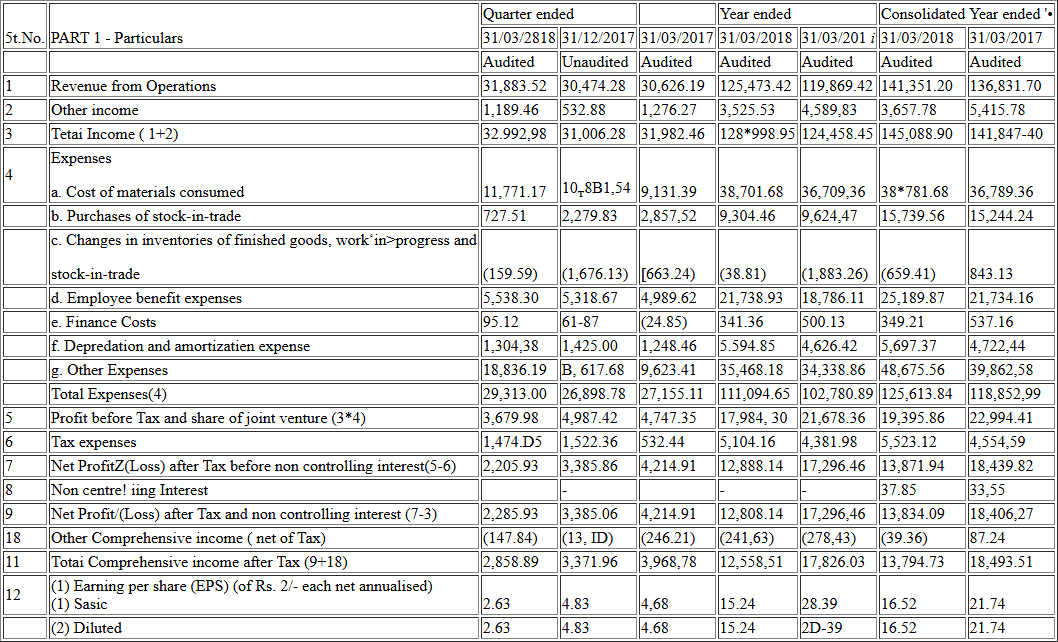 Quarter ended Year ended Consolidated Year ended '•
5t.No. PART 1 - Particulars 31/03/2818 31/12/2017 31/03/2017 31/03/2018 31/03/201 i 31/03/2018 31/03/2017
Audited Unaudited Audited Audited Audited Audited Audited
1 Revenue from Operations 31,883.52 30,474.28 30,626.19 125,473.42 119,869.42 141,351.20 136,831.70
2 Other income 1,189.46 532.88 1,276.27 3,525.53 4,589,83 3,657.78 5,415.78
3 Tetai Income ( 1+2) 32.992,98 31,006.28 31,982.46 128*998.95 124,458.45 145,088.90 141,847-40
4 Expenses
a. Cost of materials consumed 11,771.17 10T8B1,54 9,131.39 38,701.68 36,709,36 38*781.68 36,789.36
b. Purchases of stock-in-trade 727.51 2,279.83 2,857,52 9,304.46 9,624,47 15,739.56 15,244.24
c. Changes in inventories of finished goods, work‘in>progress and
stock-in-trade (159.59) (1,676.13) [663.24) (38.81) (1,883.26) (659.41) 843.13
d. Employee benefit expenses 5,538.30 5,318.67 4,989.62 21,738.93 18,786.11 25,189.87 21,734.16
e. Finance Costs 95.12 61-87 (24.85) 341.36 500.13 349.21 537.16
f. Depredation and amortizatien expense 1,304,38 1,425.00 1,248.46 5.594.85 4,626.42 5,697.37 4,722,44
g. Other Expenses 18,836.19 B, 617.68 9,623.41 35,468.18 34,338.86 48,675.56 39,862,58
Total Expenses(4) 29,313.00 26,898.78 27,155.11 111,094.65 102,780.89 125,613.84 118,852,99
5 Profit before Tax and share of joint venture (3*4) 3,679.98 4,987.42 4,747.35 17,984, 30 21,678.36 19,395.86 22,994.41
6 Tax expenses 1,474.D5 1,522.36 532.44 5,104.16 4,381.98 5,523.12 4,554,59
7 Net ProfitZ(Loss) after Tax before non controlling interest(5-6) 2,205.93 3,385.86 4,214.91 12,888.14 17,296.46 13,871.94 18,439.82
8 Non centre! iing Interest - - - 37.85 33,55
9 Net Profit/(Loss) after Tax and non controlling interest (7-3) 2,285.93 3,385.06 4,214.91 12,808.14 17,296,46 13,834.09 18,406,27
18 Other Comprehensive income ( net of Tax) (147.84) (13, ID) (246.21) (241,63) (278,43) (39.36) 87.24
11 Totai Comprehensive income after Tax (9+18) 2,858.89 3,371.96 3,968,78 12,558,51 17,826.03 13,794.73 18,493.51
12 (1) Earning per share (EPS) (of Rs. 2/- each net annualised)
(1) Sasic 2.63 4.83 4,68 15.24 28.39 16.52 21.74
(2) Diluted 2.63 4.83 4.68 15.24 2D-39 16.52 21.74